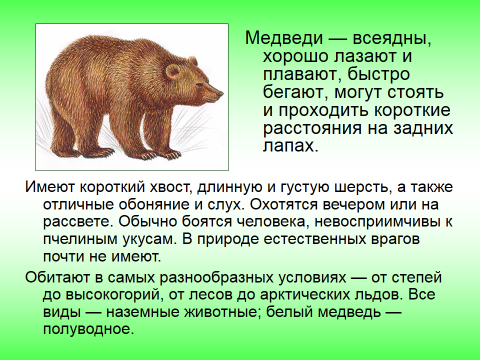 Медведи — всеядны,
хорошо лазают и
плавают, быстро
бегают, могут стоять
и проходить короткие
расстояния на задних
лапах.
Имеют короткий хвост, длинную и густую шерсть, а также
отличные обоняние и слух. Охотятся вечером или на
рассвете. Обычно боятся человека, невосприимчивы к
пчелиным укусам. В природе естественных врагов
почти не имеют.
Обитают в самых разнообразных условиях — от степей
до высокогорий, от лесов до арктических льдов. Все
виды — наземные животные; белый медведь —
полуводное.